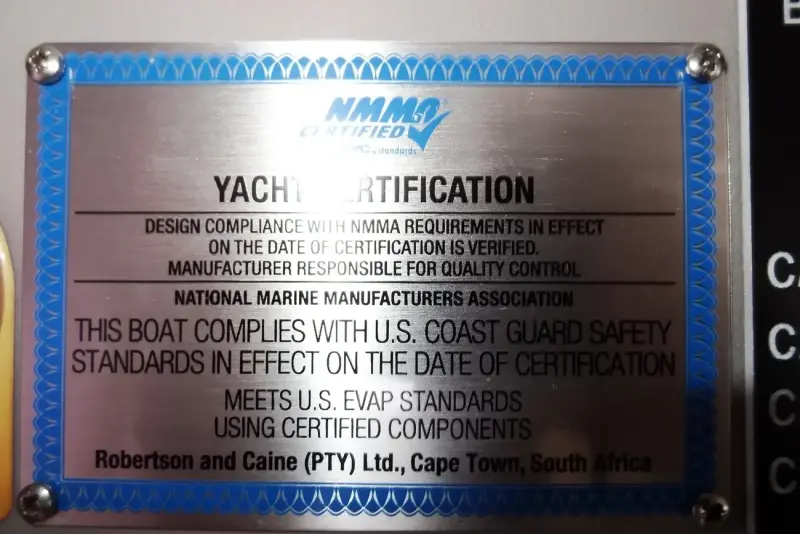 NMMA
CERTIFIED
standards
YACHT CERTIFICATION
DESIGN COMPLIANCE WITH NMMA REQUIREMENTS IN EFFECT
ON THE DATE OF CERTIFICATION IS VERIFIED.
MANUFACTURER RESPONSIBLE FOR QUALITY CONTROL
NATIONAL MARINE MANUFACTURERS ASSOCIATION
THIS BOAT COMPLIES WITH U.S. COAST GUARD SAFETY
STANDARDS IN EFFECT ON THE DATE OF CERTIFICATION
MEETS U.S. EVAP STANDARDS
USING CERTIFIED COMPONENTS
Robertson and Caine (PTY) Ltd., Cape Town, South Africa